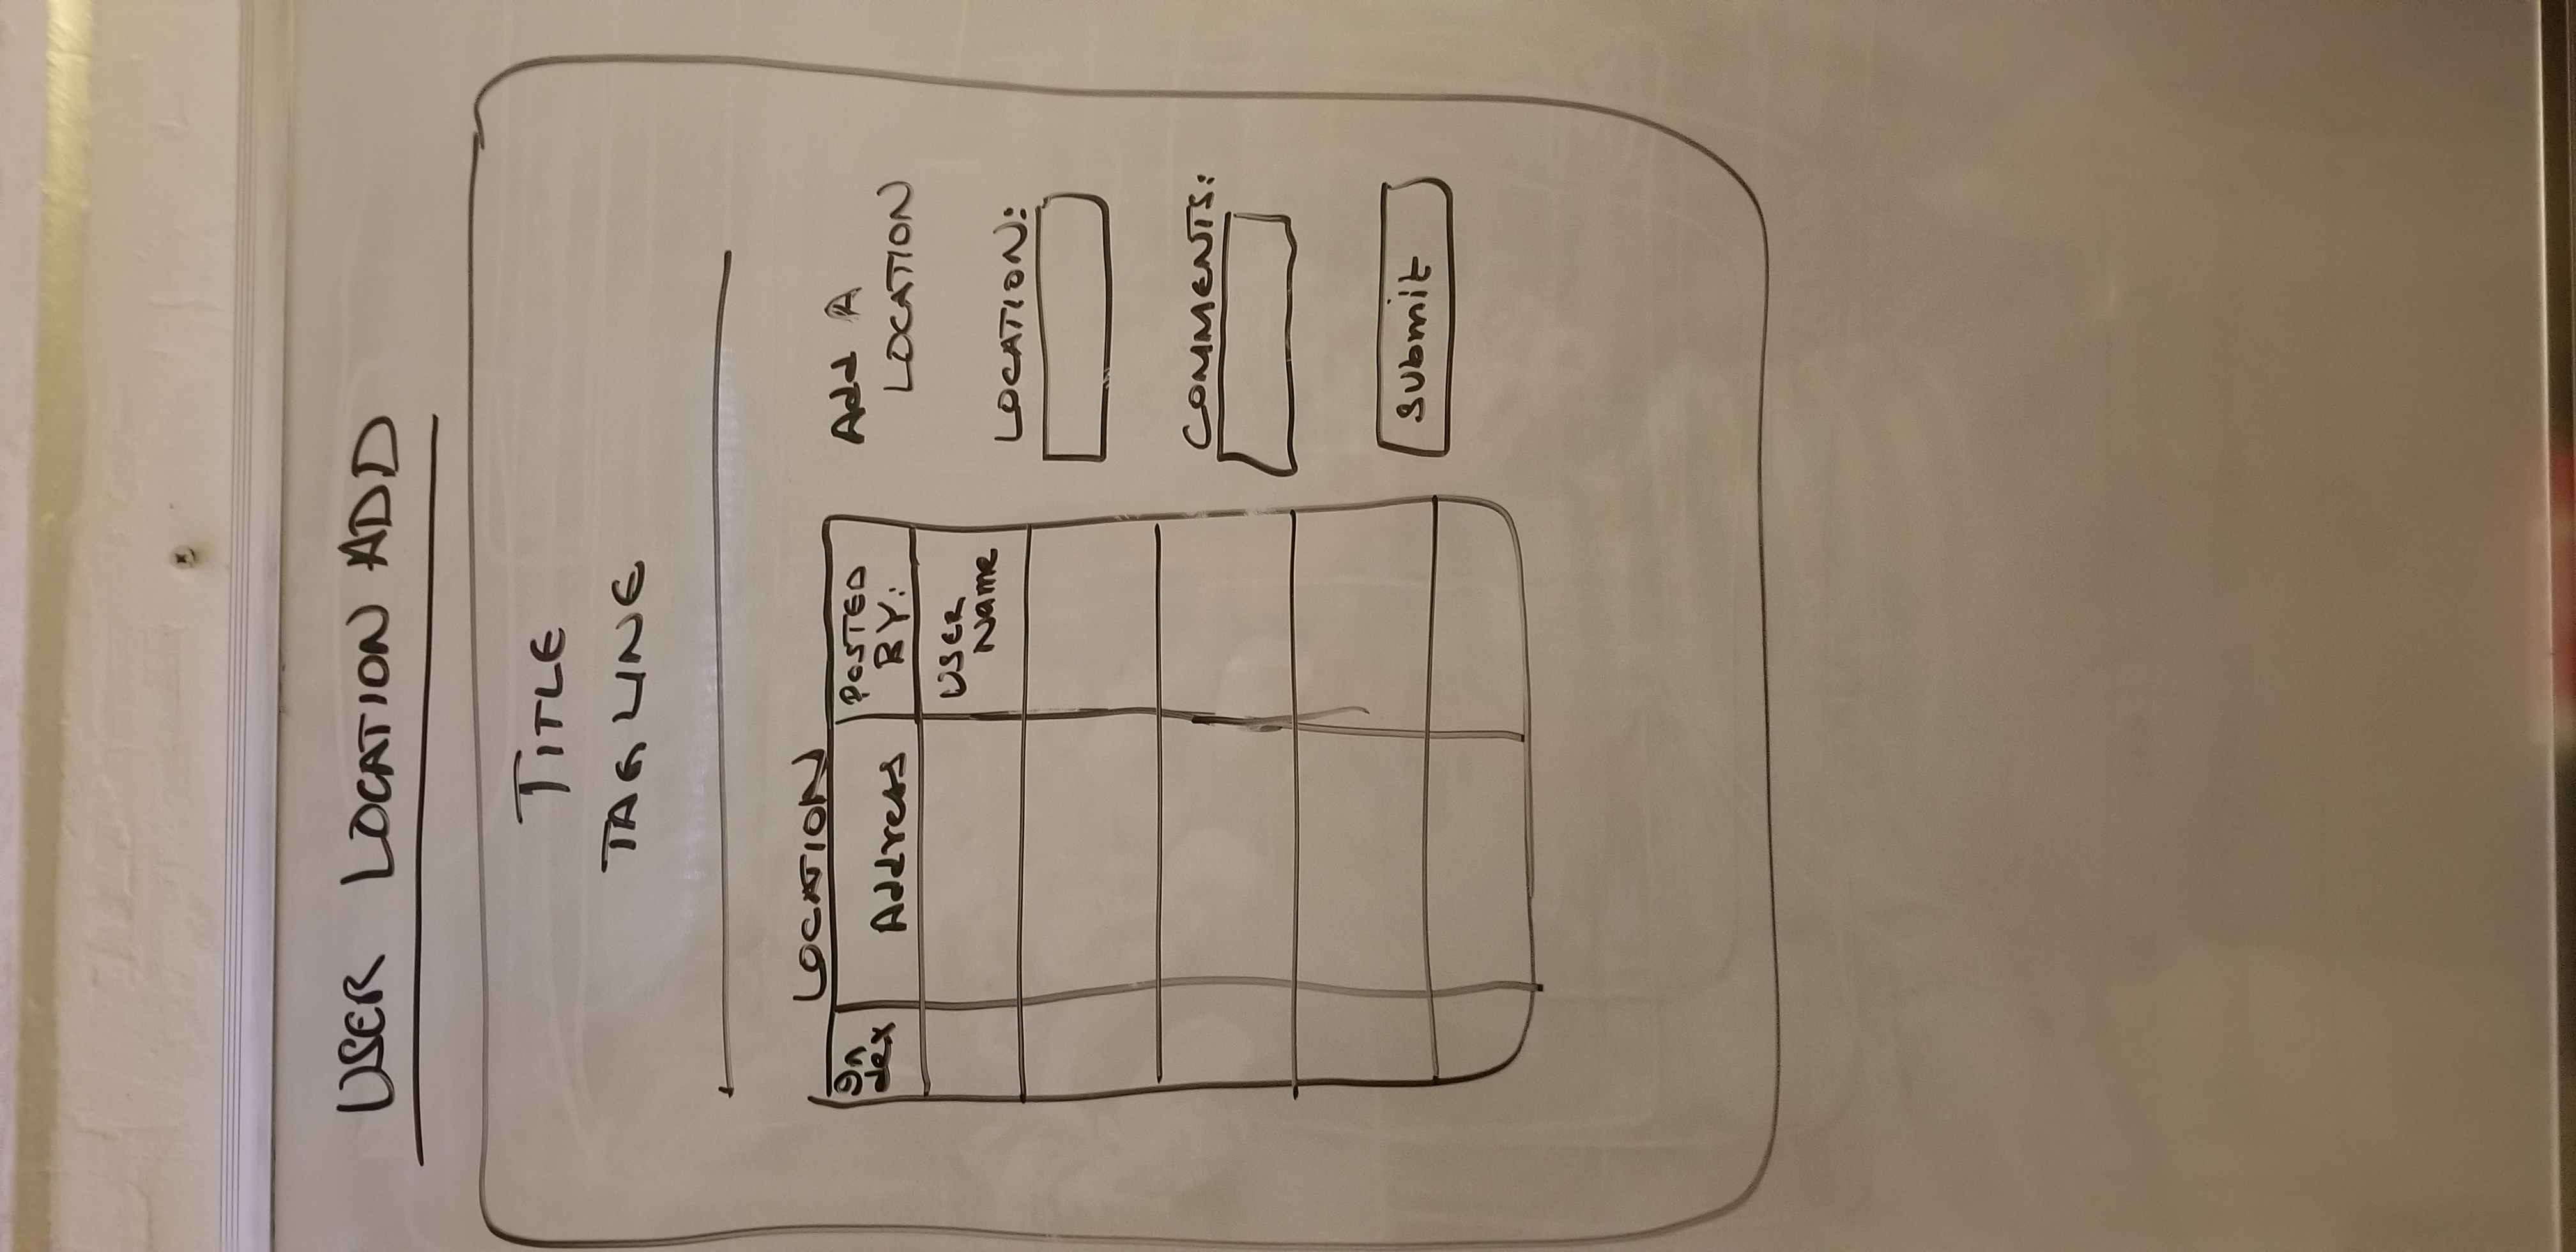 USER LOCATION ADD
TITLE
TAG LINE
LOCATION
In
dex
Address
POSTED
BY:
USER
Name
Add A
LOCATION
LOCATION:
COMMENTS:
Submit